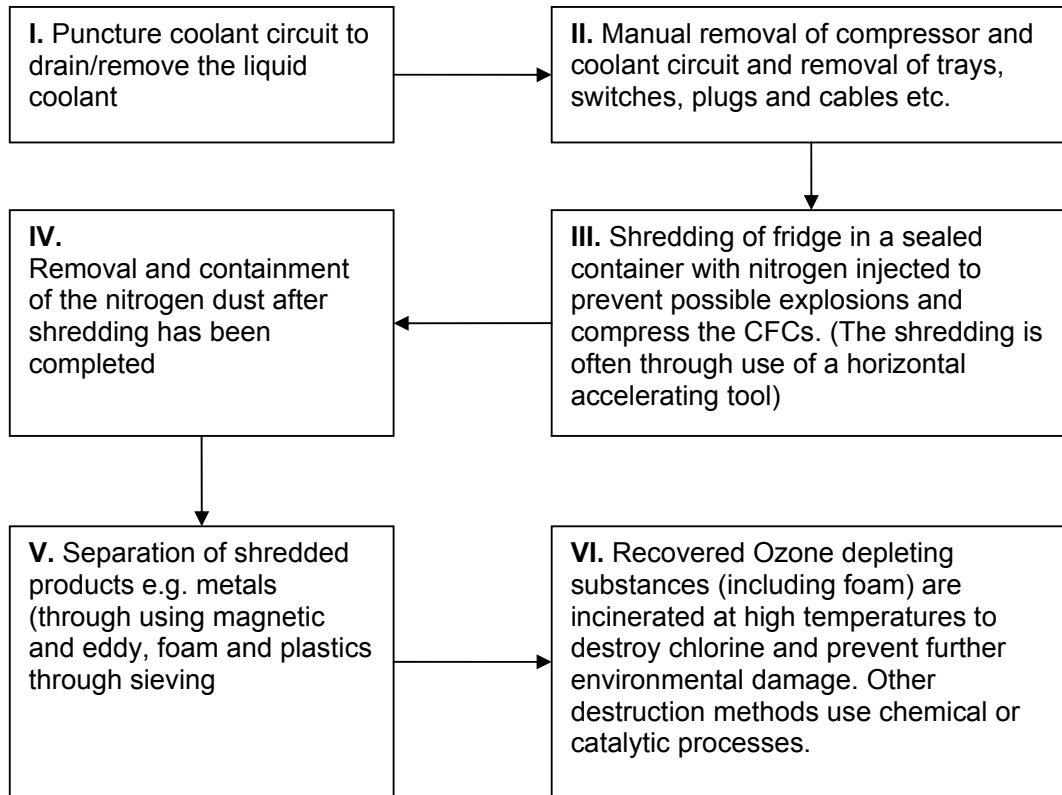 I. Puncture coolant circuit to
drain/remove the liquid
coolant
II. Manual removal of compressor and
coolant circuit and removal of trays,
switches, plugs and cables etc.
III. Shredding of fridge in a sealed
container with nitrogen injected to
prevent possible explosions and
compress the CFCs. (The shredding is
often through use of a horizontal
accelerating tool)
IV.
Removal and containment
of the nitrogen dust after
shredding has been
completed
V. Separation of shredded
products e.g. metals
(through using magnetic
and eddy, foam and plastics
through sieving
VI. Recovered Ozone depleting
substances (including foam) are
incinerated at high temperatures to
destroy chlorine and prevent further
environmental damage. Other
destruction methods use chemical or
catalytic processes.